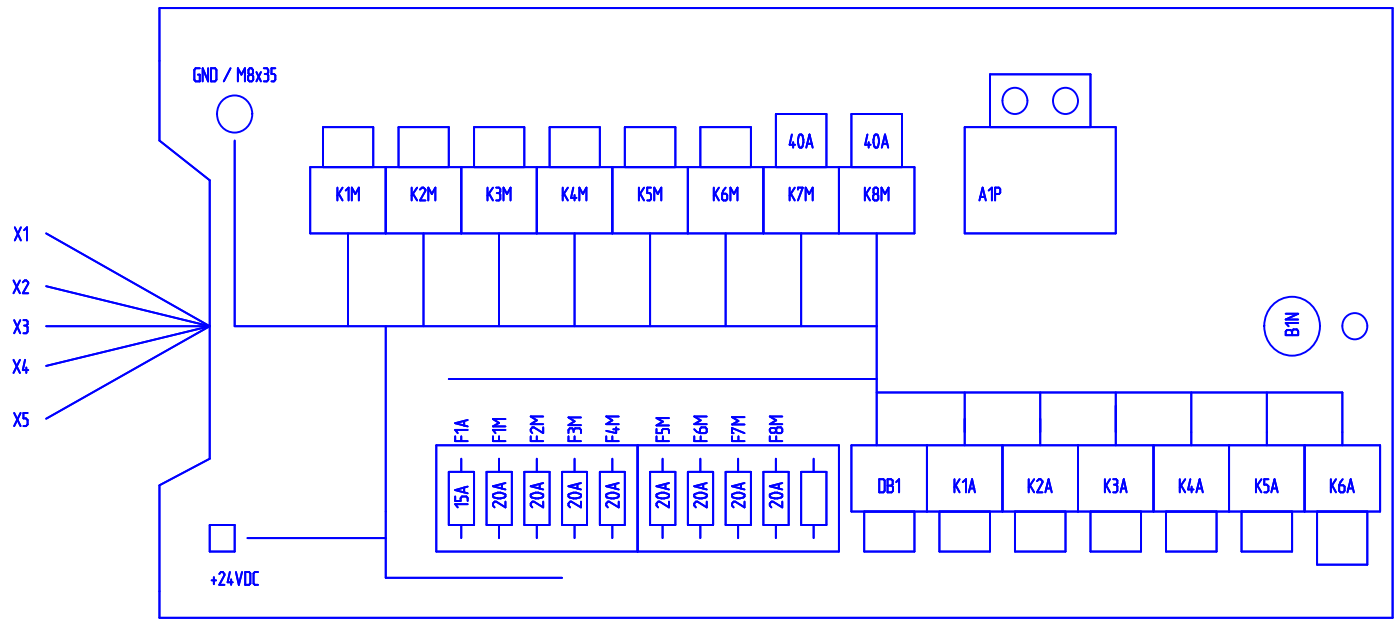 GND / M8x35
40A 40A
K1M K2M K3M K4M K5M K6M K7M K8M
A1P
X1
X2
X3
X4
X5
B1N
F1A F1M F2M F3M F4M F5M F6M F7M F8M
15A 20A 20A 20A 20A 20A 20A 20A 20A
DB1 K1A K2A K3A K4A K5A K6A
+24VDC